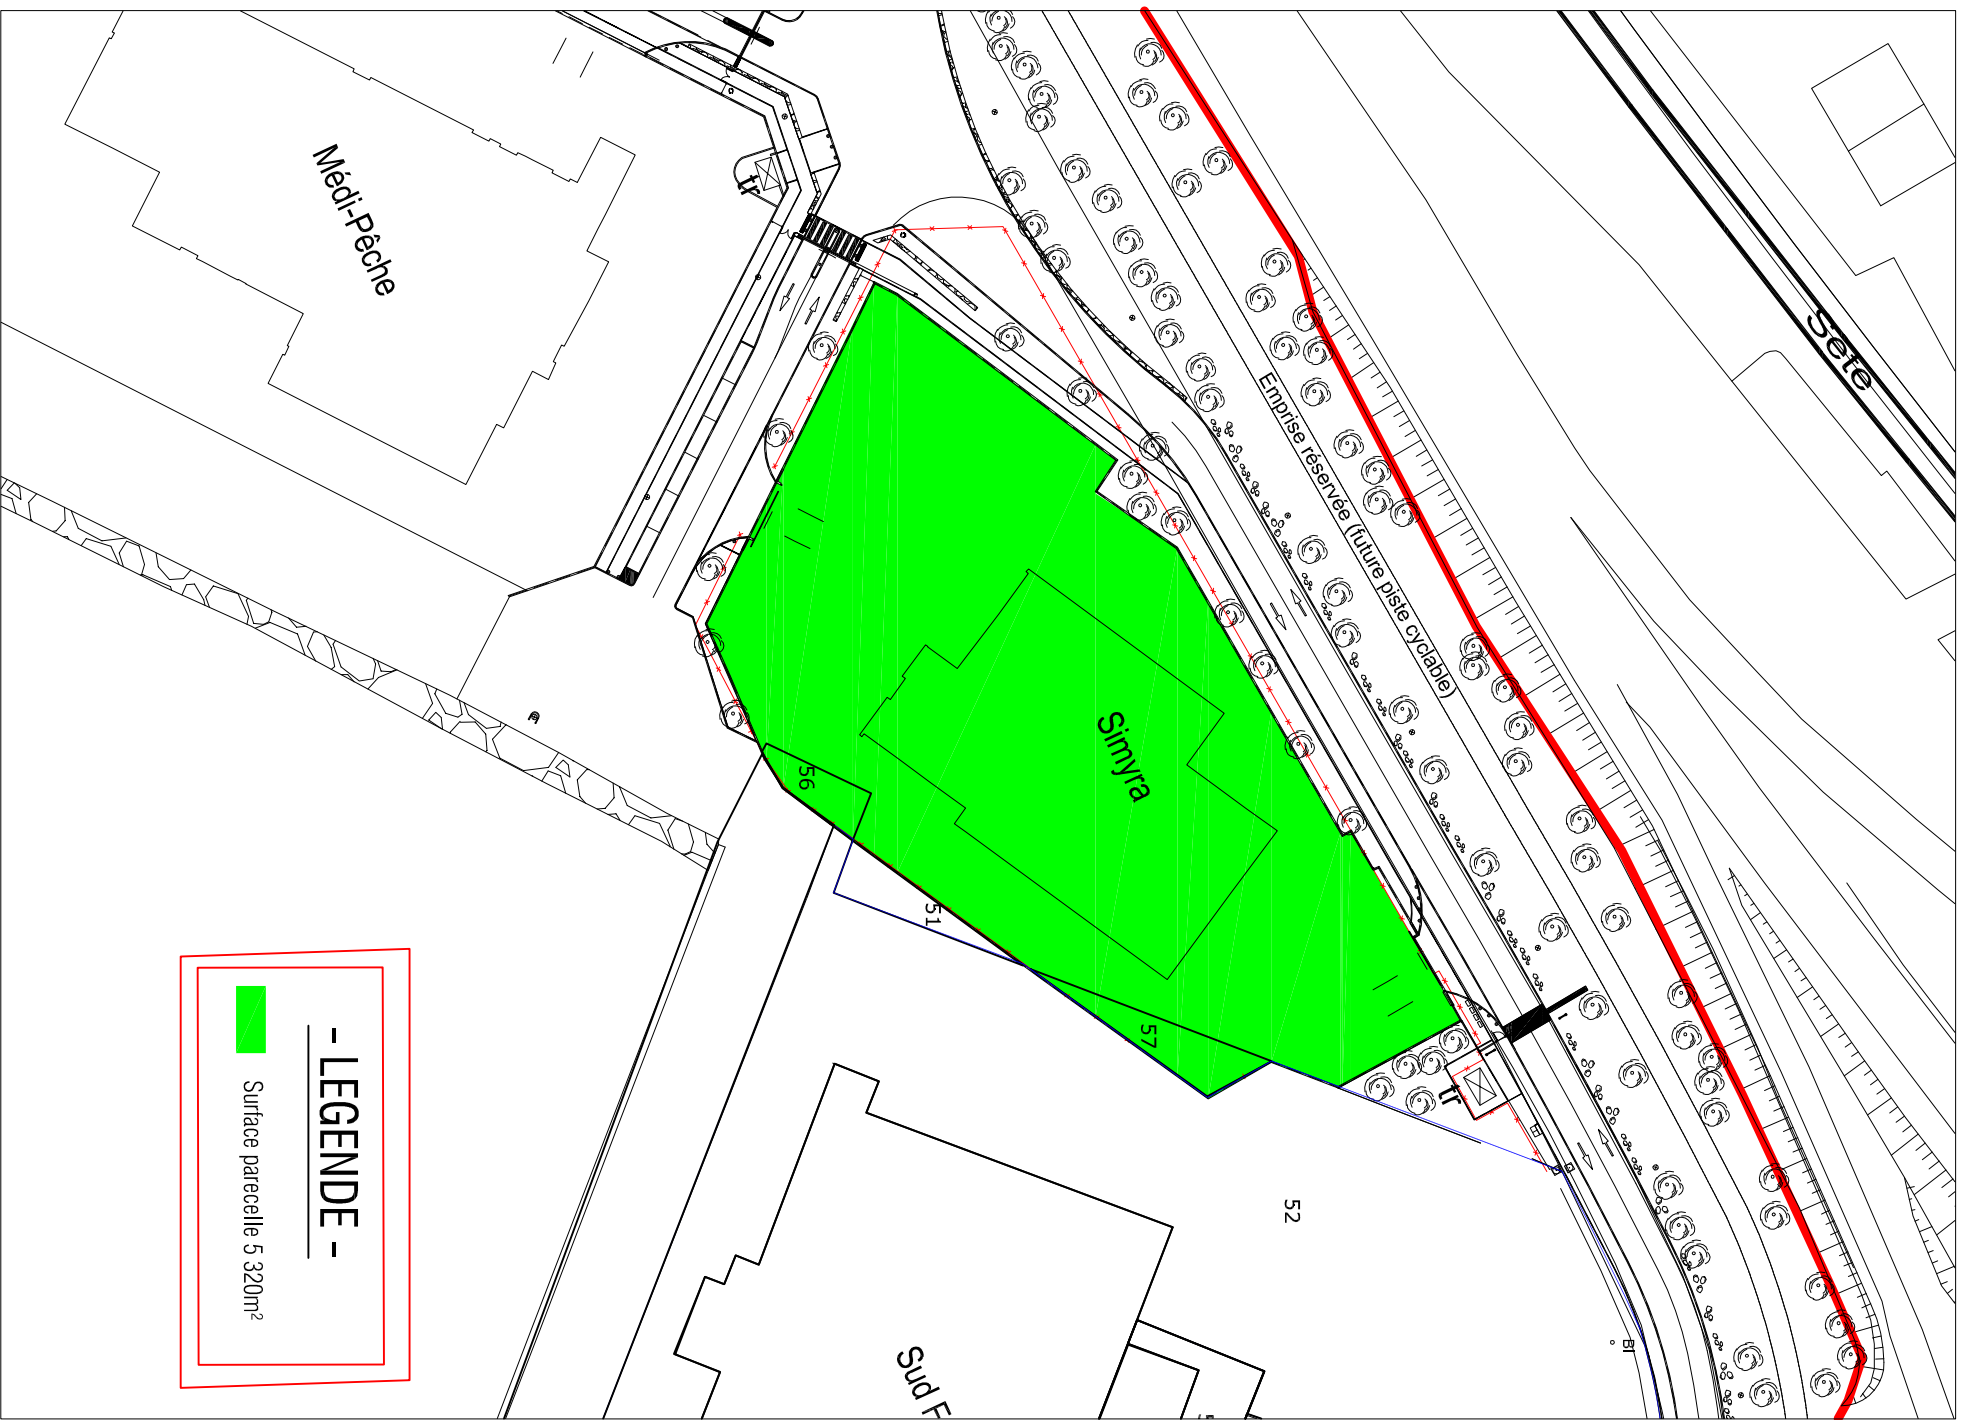 Médi-Pêche
tr
Sète
Emprise réservée (future piste cyclable)
Simyra
56
51
57
tr
52
BI
Sud F
- LEGENDE -
Surface parecelle 5 320m²